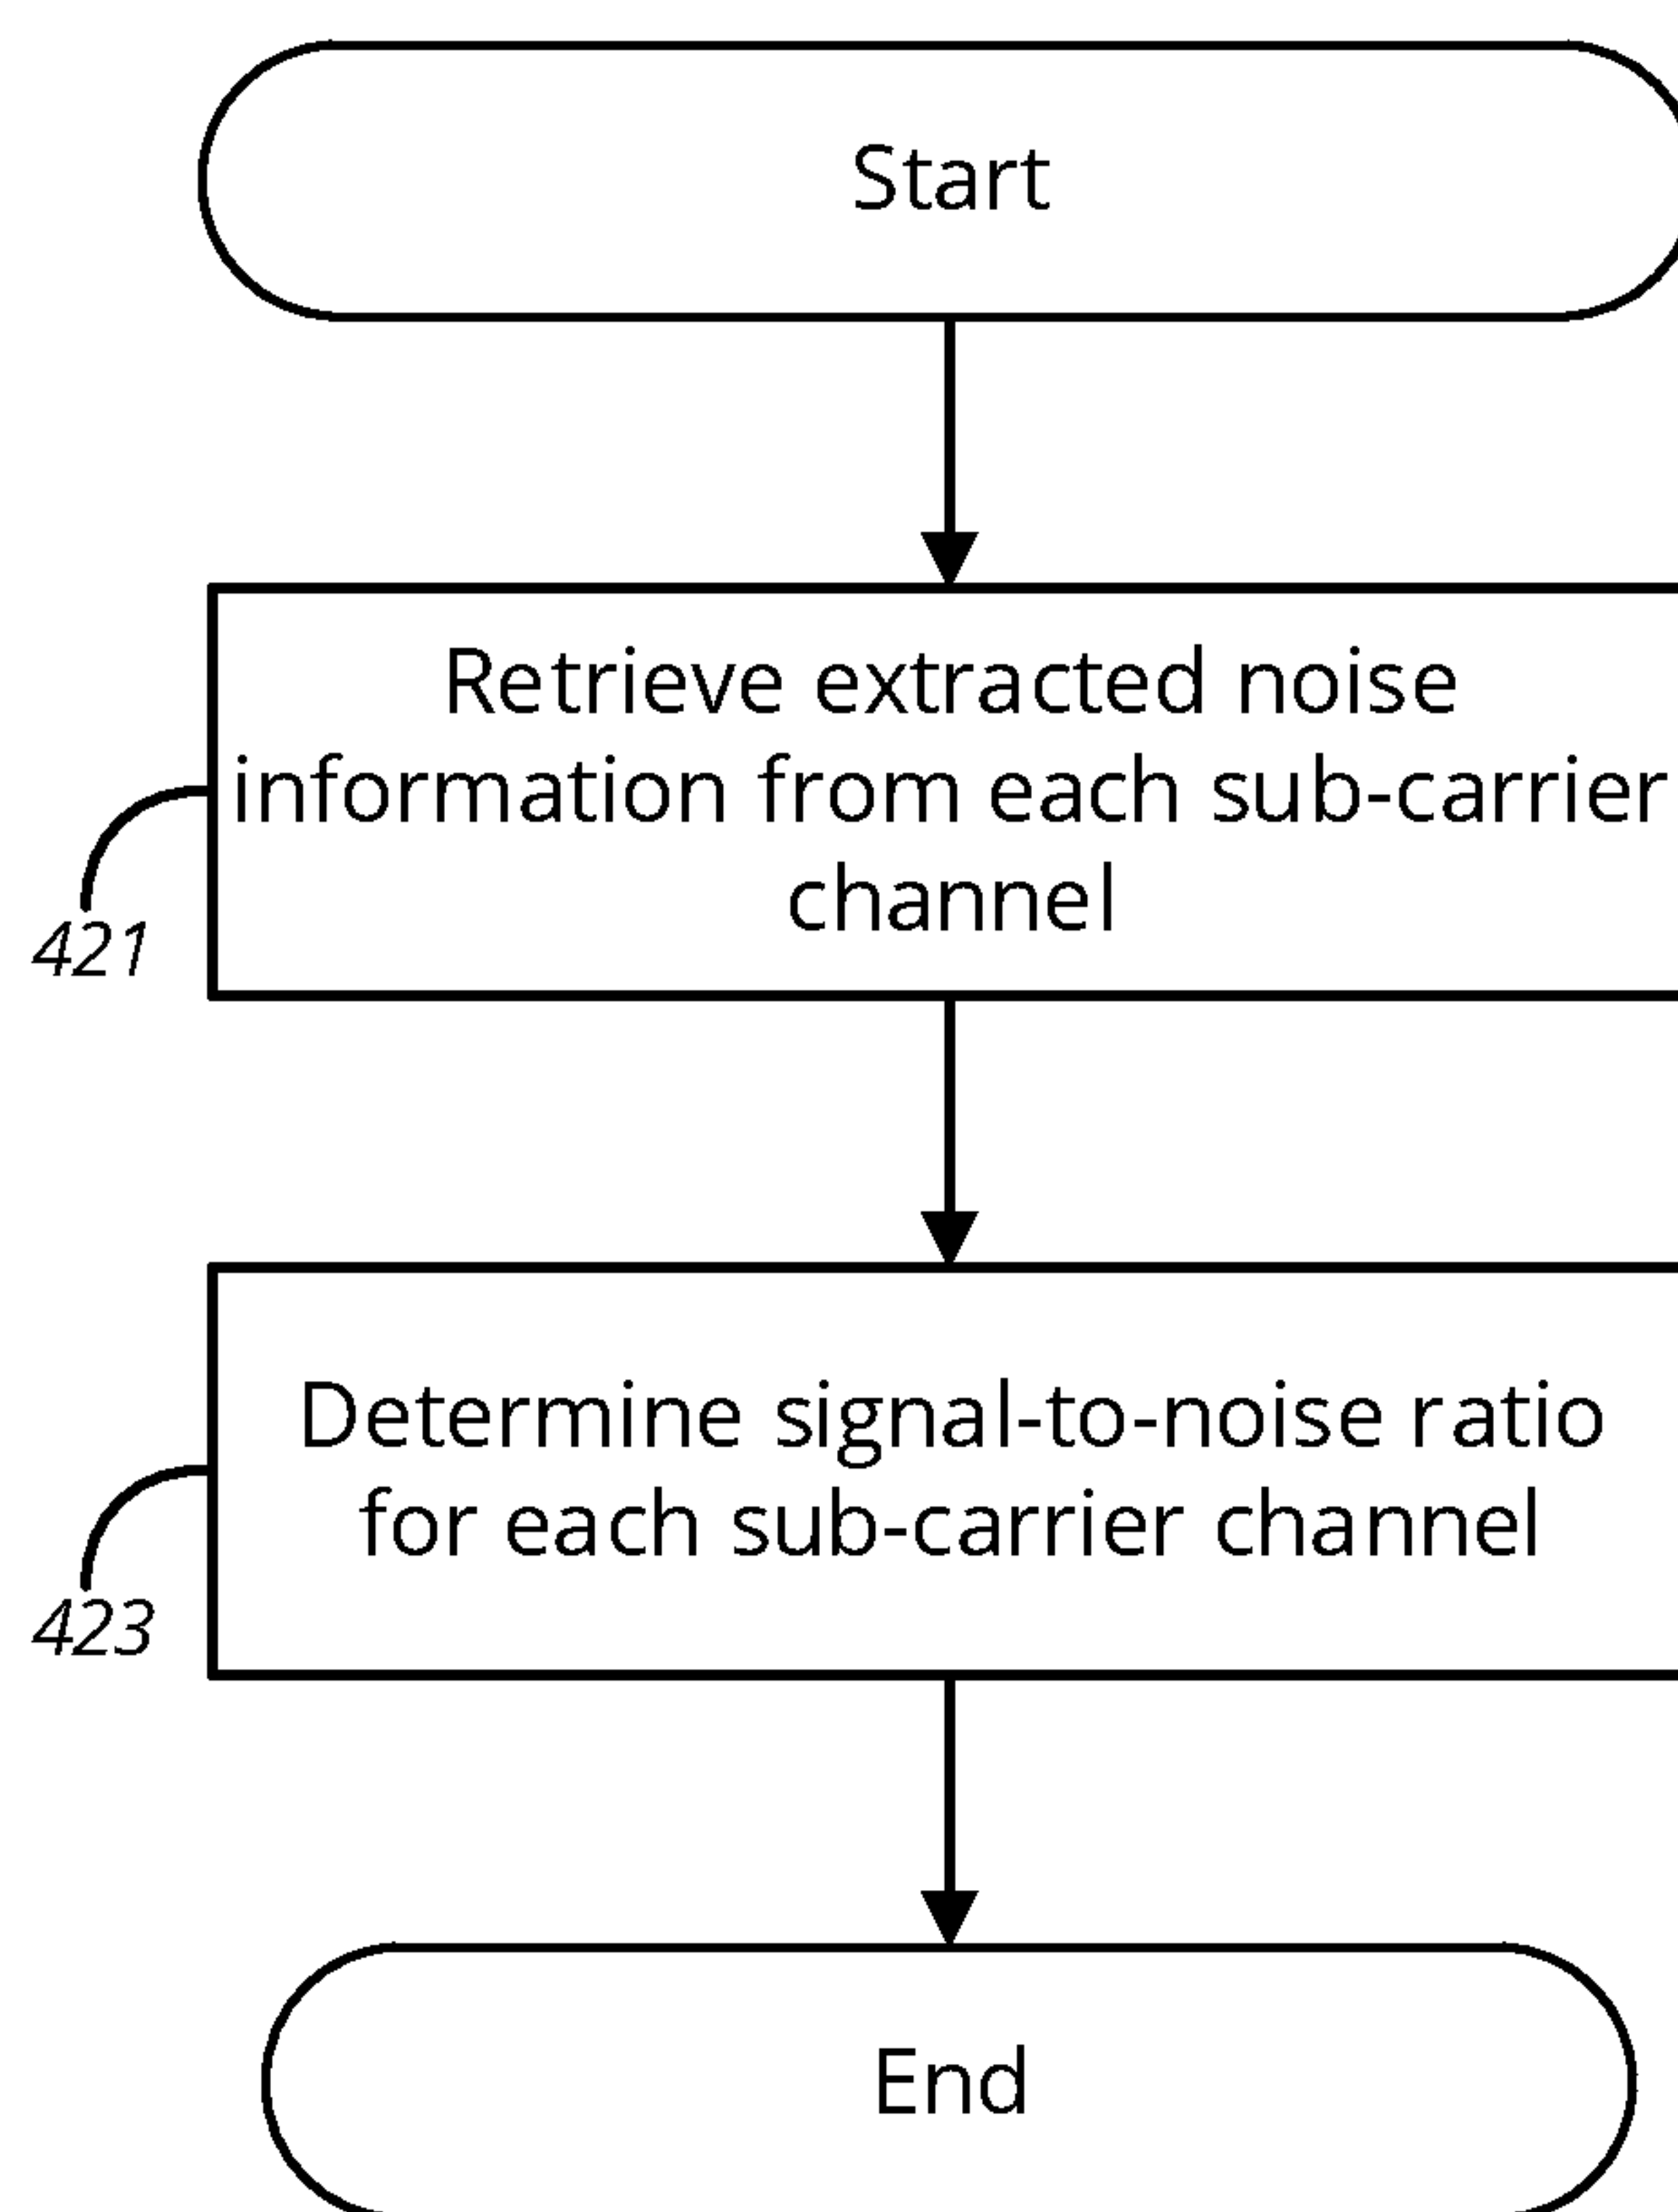 Start
Retrieve extracted noise
information from each sub-carrier
channel
421
Determine signal-to-noise ratio
for each sub-carrier channel
423
End